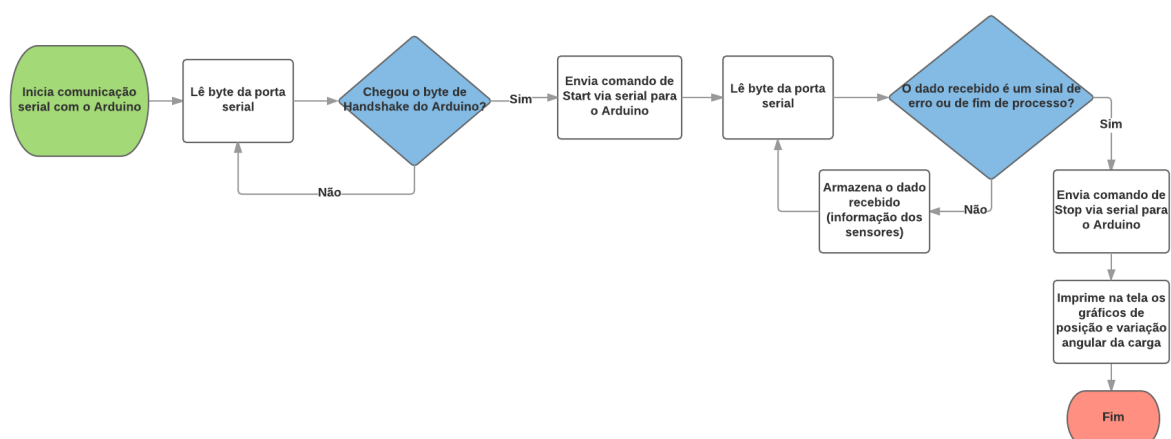 Inicia comunicação
serial com o Arduino
Lê byte da porta
serial
Chegou o byte de
Handshake do Arduino?
Sim
Não
Envia comando de
Start via serial para
o Arduino
Lê byte da porta
serial
O dado recebido é um sinal de
erro ou de fim de processo?
Sim
Não
Armazena o dado
recebido
(informação dos
sensores)
Envia comando de
Stop via serial para
o Arduino
Imprime na tela os
gráficos de
posição e variação
angular da carga
Fim